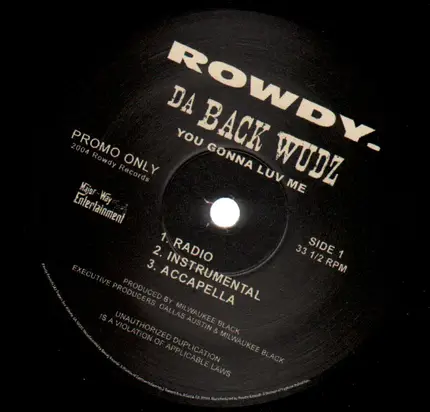 ROWDY-
DA BACK WUDZ
YOU GONNA LUV ME
PROMO ONLY
2004 Rowdy Records
Major Way
Entertainment
SIDE 1
33 1/2 RPM
1. RADIO
2. INSTRUMENTAL
3. ACCAPELLA
PRODUCED BY MILWAUKEE BLACK
EXECUTIVE PRODUCERS DALLAS AUSTIN & MILWAUKEE BLACK
UNAUTHORIZED DUPLICATION
IS A VIOLATION OF APPLICABLE LAWS